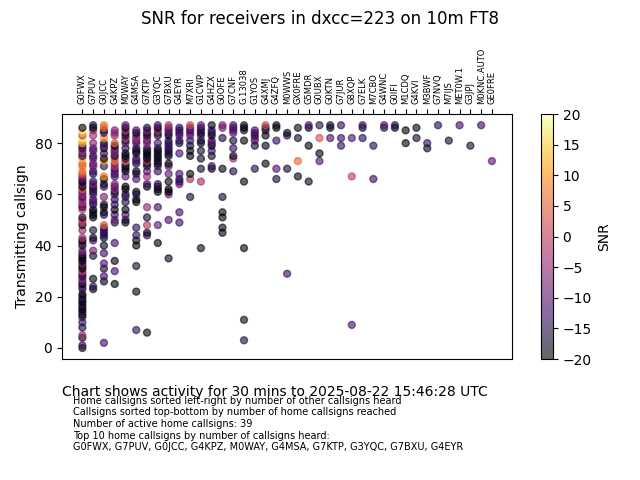 SNR for receivers in dxcc=223 on 10m FT8
G0FWX G7PUV G0JCC G4KPZ M0WAY G4MSA G7KTP G3YQC G7BXU G4EYR M7XRI G1CWP G4HZX G0OFE G7CNF G.13038 G1YOS G4XMJ G4ZFQ M0WWS GX0FRE G5MDR G0UBX G0KTN G7JUR G8XQP G7ELK M7CBO G4WNC G0IFI M1CDQ G4KVI M3BWF G7NVQ M7IJS MET0W.1 G3JPJ M0KNC.AUTO GE0FRE
Transmitting callsign
80
60
40
20
0
20
15
10
5
0
−5
−10
−15
−20
SNR
Chart shows activity for 30 mins to 2025-08-22 15:46:28 UTC
Home callsigns sorted left-right by number of other callsigns heard
Callsigns sorted top-bottom by number of home callsigns reached
Number of active home callsigns: 39
Top 10 home callsigns by number of callsigns heard:
G0FWX, G7PUV, G0JCC, G4KPZ, M0WAY, G4MSA, G7KTP, G3YQC, G7BXU, G4EYR